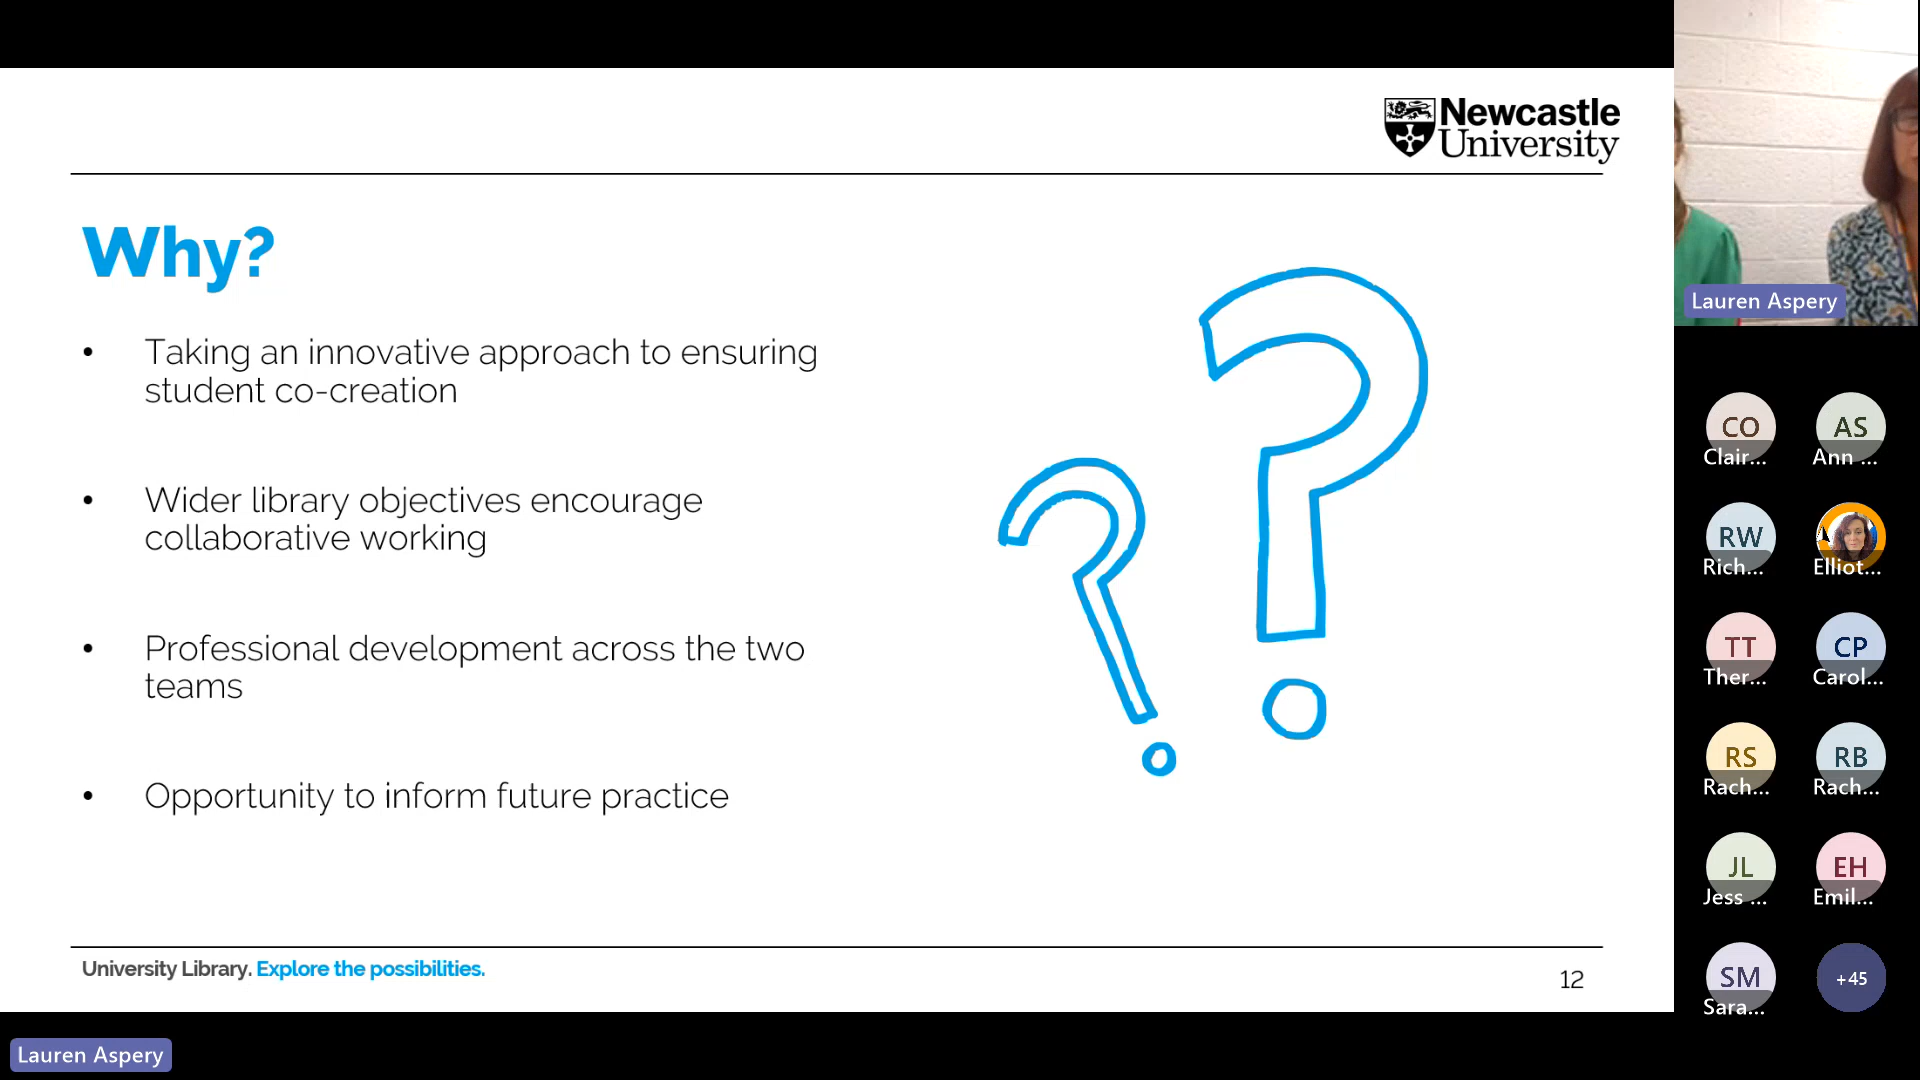 Newcastle
University
Why?
• Taking an innovative approach to ensuring
student co-creation
• Wider library objectives encourage
collaborative working
• Professional development across the two
teams
• Opportunity to inform future practice
University Library. Explore the possibilities.
12
Lauren Aspery
Lauren Aspery
CO
Clair...
AS
Ann ...
RW
Rich...
Elliot...
TT
Ther...
CP
Carol...
RS
Rach...
RB
Rach...
JL
Jess ...
EH
Emil...
SM
Sara...
+45